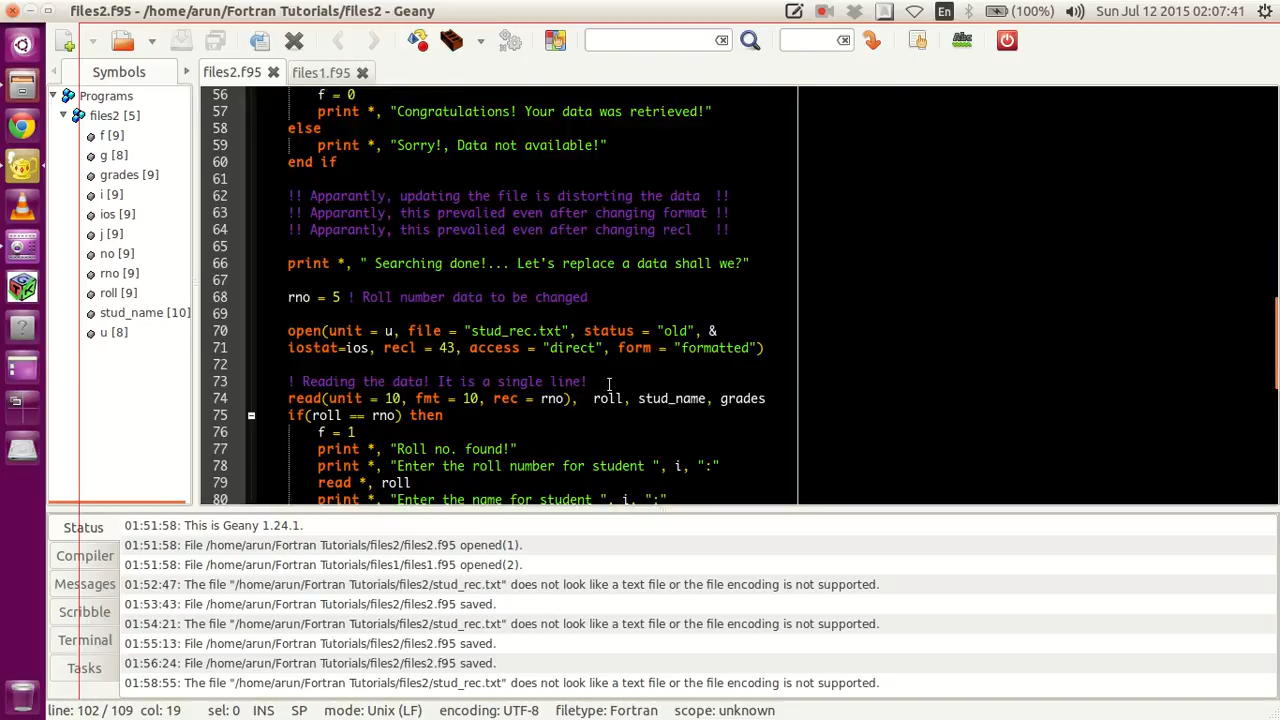 files2.f95 - /home/arun/Fortran Tutorials/files2 - Geany
En
(100%)
Sun Jul 12 2015 02:07:41
Symbols
files2.f95
files1.f95
Programs
files2 [5]
f [9]
g [8]
grades [9]
i [9]
ios [9]
j [9]
no [9]
rno [9]
roll [9]
stud_name [10]
u [8]
56 f = 0
57 print *, "Congratulations! Your data was retrieved!"
58 else
59 print *, "Sorry!, Data not available!"
60 end if
61
62 !! Apparantly, updating the file is distorting the data !!
63 !! Apparantly, this prevalied even after changing format !!
64 !! Apparantly, this prevalied even after changing recl !!
65
66 print *, " Searching done!... Let's replace a data shall we?"
67
68 rno = 5 ! Roll number data to be changed
69
70 open(unit = u, file = "stud_rec.txt", status = "old", &
71 iostat=ios, recl = 43, access = "direct", form = "formatted")
72
73 ! Reading the data! It is a single line!
74 read(unit = 10, fmt = 10, rec = rno), roll, stud_name, grades
75 if(roll == rno) then
76 f = 1
77 print *, "Roll no. found!"
78 print *, "Enter the roll number for student ", i, ":"
79 read *, roll
80 print *, "Enter the name for student ", i, ":"
Status
Compiler
Messages
Scribble
Terminal
Tasks
01:51:58: This is Geany 1.24.1.
01:51:58: File /home/arun/Fortran Tutorials/files2/files2.f95 opened(1).
01:51:58: File /home/arun/Fortran Tutorials/files1/files1.f95 opened(2).
01:52:47: The file "/home/arun/Fortran Tutorials/files2/stud_rec.txt" does not look like a text file or the file encoding is not supported.
01:53:43: File /home/arun/Fortran Tutorials/files2/files2.f95 saved.
01:54:21: The file "/home/arun/Fortran Tutorials/files2/stud_rec.txt" does not look like a text file or the file encoding is not supported.
01:55:13: File /home/arun/Fortran Tutorials/files2/files2.f95 saved.
01:56:24: File /home/arun/Fortran Tutorials/files2/files2.f95 saved.
01:58:55: The file "/home/arun/Fortran Tutorials/files2/stud_rec.txt" does not look like a text file or the file encoding is not supported.
line: 102 / 109 col: 19 sel: 0 INS SP mode: Unix (LF) encoding: UTF-8 filetype: Fortran scope: unknown